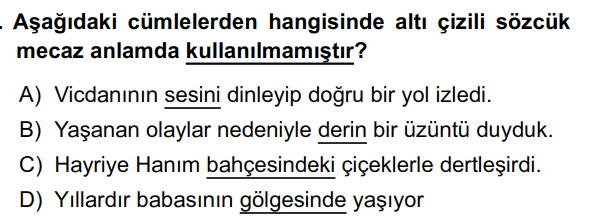 . Aşağıdaki cümlelerden hangisinde altı çizili sözcük
mecaz anlamda kullanılmamıştır?
A) Vicdanının sesini dinleyip doğru bir yol izledi.
B) Yaşanan olaylar nedeniyle derin bir üzüntü duyduk.
C) Hayriye Hanım bahçesindeki çiçeklerle dertleşirdi.
D) Yıllardır babasının gölgesinde yaşıyor